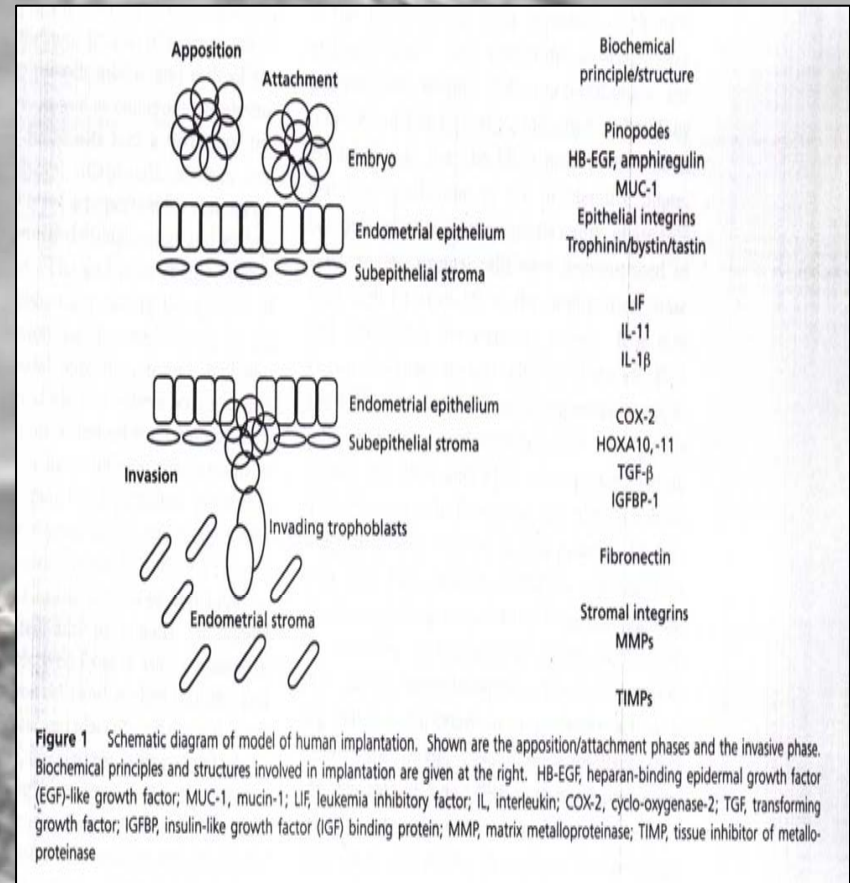 Apposition
Attachment
Embryo
Endometrial epithelium
Subepithelial stroma
Endometrial epithelium
Subepithelial stroma
Invasion
Invading trophoblasts
Endometrial stroma
Biochemical
principle/structure
Pinopodes
HB-EGF, amphiregulin
MUC-1
Epithelial integrins
Trophinin/bystin/tastin
LIF
IL-11
IL-1β
COX-2
HOXA10,-11
TGF-β
IGFBP-1
Fibronectin
Stromal integrins
MMPs
TIMPs
Figure 1 Schematic diagram of model of human implantation. Shown are the apposition/attachment phases and the invasive phase.
Biochemical principles and structures involved in implantation are given at the right. HB-EGF, heparan-binding epidermal growth factor
(EGF)-like growth factor; MUC-1, mucin-1; LIF, leukemia inhibitory factor; IL, interleukin; COX-2, cyclo-oxygenase-2; TGF, transforming
growth factor; IGFBP, insulin-like growth factor (IGF) binding protein; MMP, matrix metalloproteinase; TIMP, tissue inhibitor of metallo-
proteinase